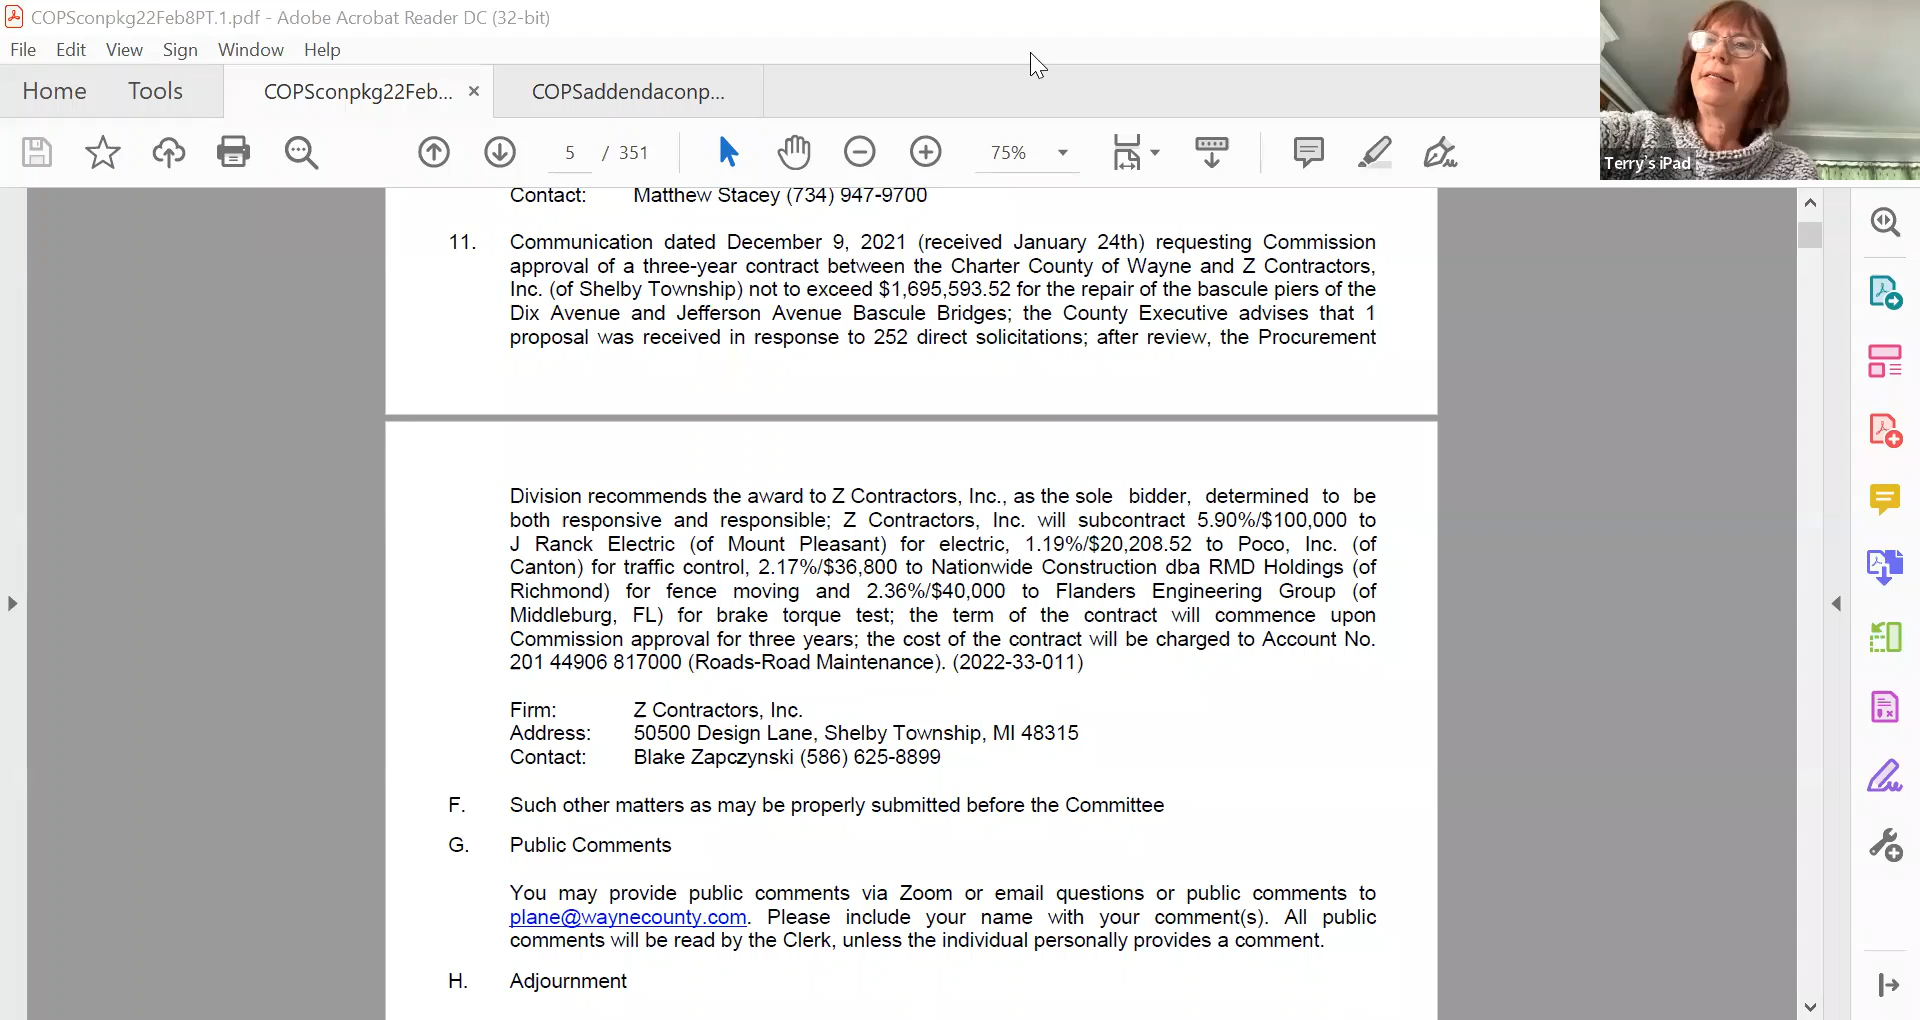 COPSconpkg22Feb8PT.1.pdf - Adobe Acrobat Reader DC (32-bit)
File Edit View Sign Window Help
Home Tools COPSconpkg22Feb... × COPSaddendaconp...
5 / 351 75%
Terry's iPad
Contact: Matthew Stacey (734) 947-9700
11. Communication dated December 9, 2021 (received January 24th) requesting Commission
approval of a three-year contract between the Charter County of Wayne and Z Contractors,
Inc. (of Shelby Township) not to exceed $1,695,593.52 for the repair of the bascule piers of the
Dix Avenue and Jefferson Avenue Bascule Bridges; the County Executive advises that 1
proposal was received in response to 252 direct solicitations; after review, the Procurement
Division recommends the award to Z Contractors, Inc., as the sole bidder, determined to be
both responsive and responsible; Z Contractors, Inc. will subcontract 5.90%/$100,000 to
J Ranck Electric (of Mount Pleasant) for electric, 1.19%/$20,208.52 to Poco, Inc. (of
Canton) for traffic control, 2.17%/$36,800 to Nationwide Construction dba RMD Holdings (of
Richmond) for fence moving and 2.36%/$40,000 to Flanders Engineering Group (of
Middleburg, FL) for brake torque test; the term of the contract will commence upon
Commission approval for three years; the cost of the contract will be charged to Account No.
201 44906 817000 (Roads-Road Maintenance). (2022-33-011)
Firm: Z Contractors, Inc.
Address: 50500 Design Lane, Shelby Township, MI 48315
Contact: Blake Zapczynski (586) 625-8899
F. Such other matters as may be properly submitted before the Committee
G. Public Comments
You may provide public comments via Zoom or email questions or public comments to
plane@waynecounty.com. Please include your name with your comment(s). All public
comments will be read by the Clerk, unless the individual personally provides a comment.
H. Adjournment